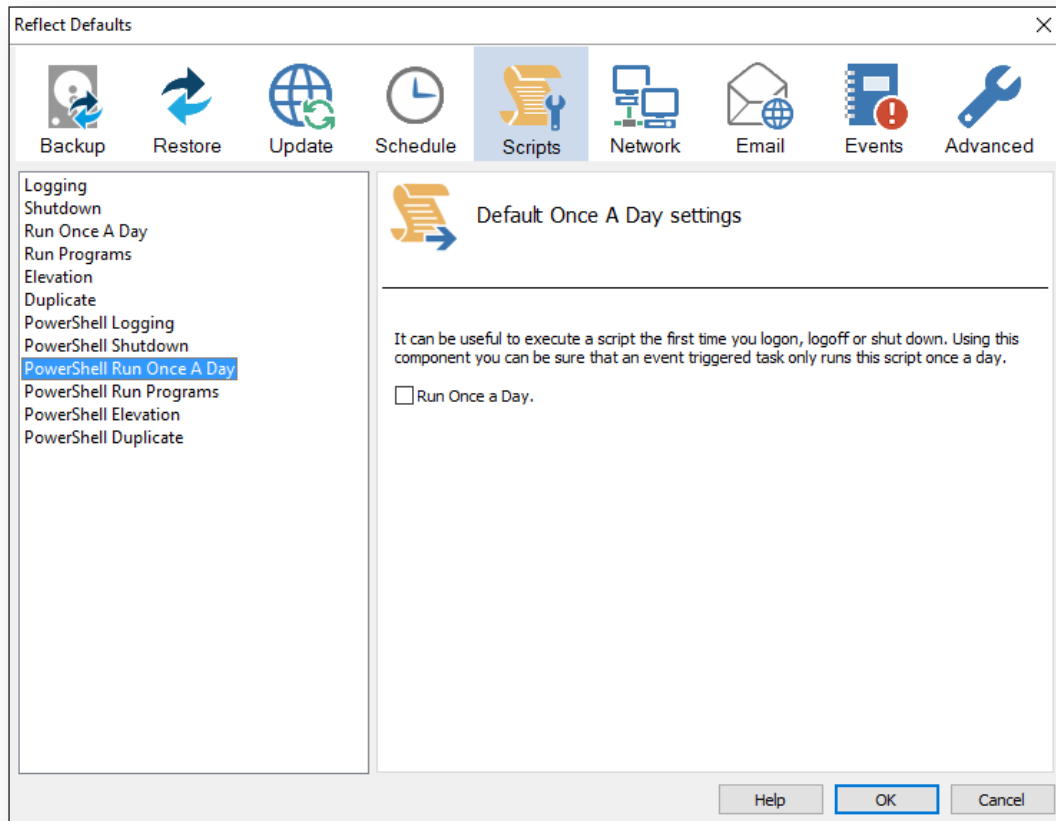 Reflect Defaults
Backup Restore Update Schedule Scripts Network Email Events Advanced
Logging
Shutdown
Run Once A Day
Run Programs
Elevation
Duplicate
PowerShell Logging
PowerShell Shutdown
PowerShell Run Once A Day
PowerShell Run Programs
PowerShell Elevation
PowerShell Duplicate
Default Once A Day settings
It can be useful to execute a script the first time you logon, logoff or shut down. Using this
component you can be sure that an event triggered task only runs this script once a day.
Run Once a Day.
Help OK Cancel